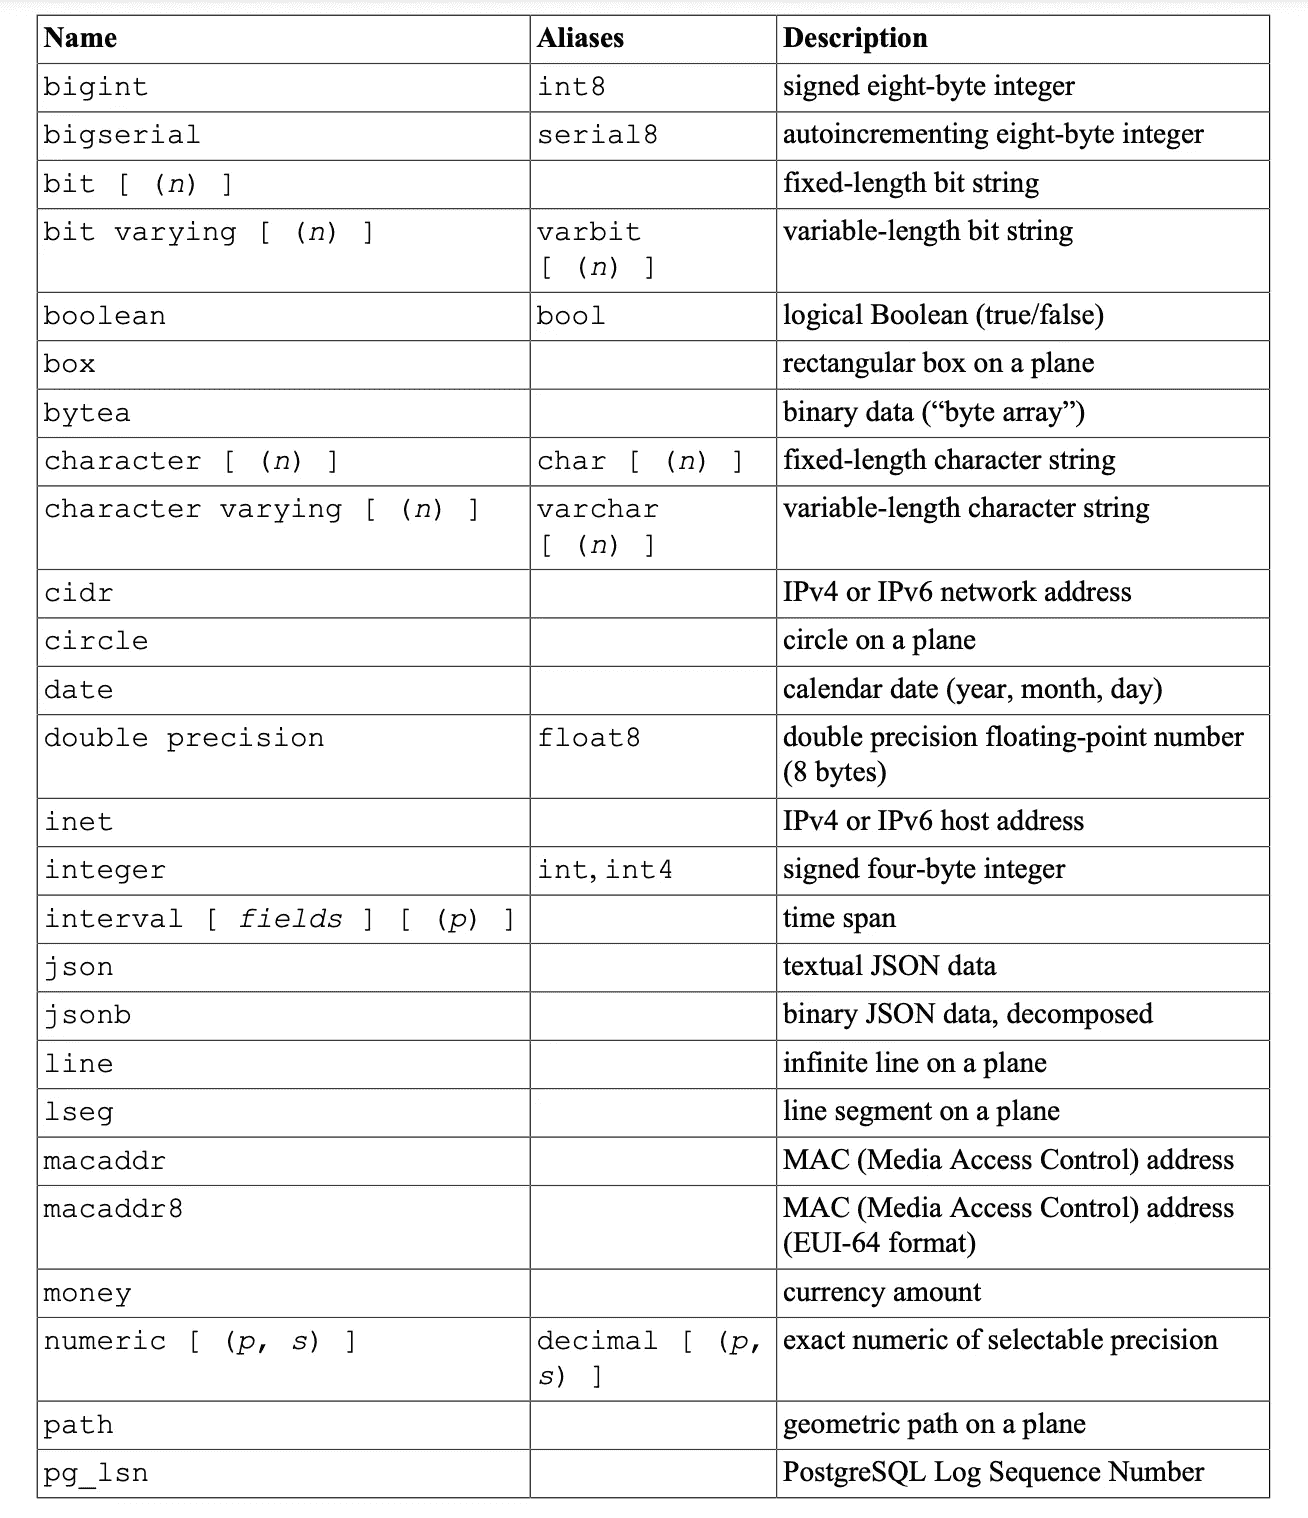 Name Aliases Description
bigint int8 signed eight-byte integer
bigserial serial8 autoincrementing eight-byte integer
bit [ (n) ] fixed-length bit string
bit varying [ (n) ] varbit variable-length bit string
[ (n) ]
boolean bool logical Boolean (true/false)
box rectangular box on a plane
bytea binary data (“byte array”)
character [ (n) ] char [ (n) ] fixed-length character string
character varying [ (n) ] varchar variable-length character string
[ (n) ]
cidr IPv4 or IPv6 network address
circle circle on a plane
date calendar date (year, month, day)
double precision float8 double precision floating-point number
(8 bytes)
inet IPv4 or IPv6 host address
integer int, int4 signed four-byte integer
interval [ fields ] [ (p) ] time span
json textual JSON data
jsonb binary JSON data, decomposed
line infinite line on a plane
lseg line segment on a plane
macaddr MAC (Media Access Control) address
macaddr8 MAC (Media Access Control) address
(EUI-64 format)
money currency amount
numeric [ (p, s) ] decimal [ (p, exact numeric of selectable precision
s) ]
path geometric path on a plane
pg_lsn PostgreSQL Log Sequence Number